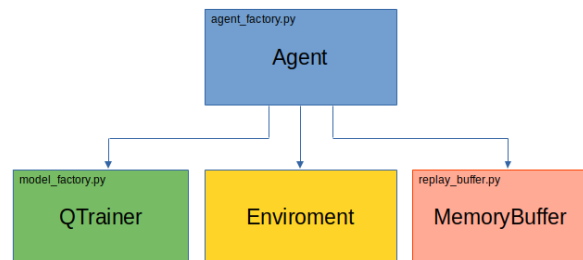 agent_factory.py
Agent
model_factory.py
QTrainer
Enviroment
replay_buffer.py
MemoryBuffer